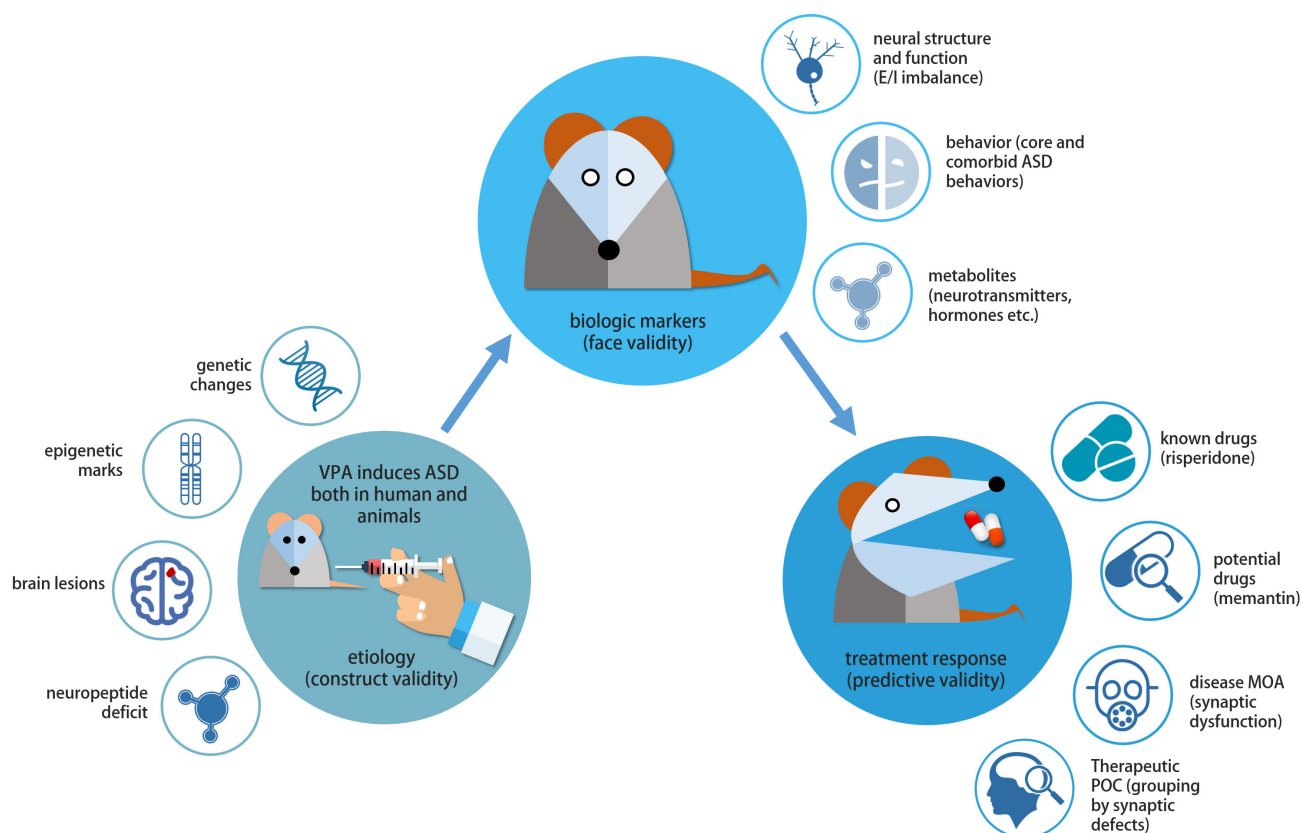 neural structure
and function
(E/I imbalance)
behavior (core and
comorbid ASD
behaviors)
metabolites
(neurotransmitters,
hormones etc.)
biologic markers
(face validity)
genetic
changes
epigenetic
marks
brain lesions
neuropeptide
deficit
VPA induces ASD
both in human and
animals
etiology
(construct validity)
known drugs
(risperidone)
potential
drugs
(memantin)
disease MOA
(synaptic
dysfunction)
Therapeutic
POC (grouping
by synaptic
defects)
treatment response
(predictive validity)